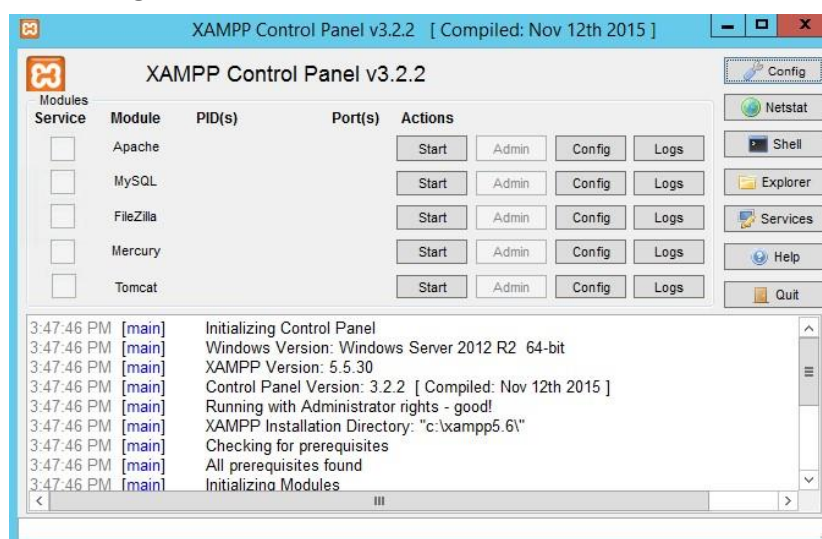 XAMPP Control Panel v3.2.2 [ Compiled: Nov 12th 2015 ]
XAMPP Control Panel v3.2.2
Config
Modules
Service Module PID(s) Port(s) Actions
Netstat
Apache Start Admin Config Logs
Shell
MySQL Start Admin Config Logs
Explorer
FileZilla Start Admin Config Logs
Services
Mercury Start Admin Config Logs
Help
Tomcat Start Admin Config Logs
Quit
3:47:46 PM [main] Initializing Control Panel
3:47:46 PM [main] Windows Version: Windows Server 2012 R2 64-bit
3:47:46 PM [main] XAMPP Version: 5.5.30
3:47:46 PM [main] Control Panel Version: 3.2.2 [ Compiled: Nov 12th 2015 ]
3:47:46 PM [main] Running with Administrator rights - good!
3:47:46 PM [main] XAMPP Installation Directory: "c:\xampp5.6\"
3:47:46 PM [main] Checking for prerequisites
3:47:46 PM [main] All prerequisites found
3:47:46 PM [main] Initializing Modules